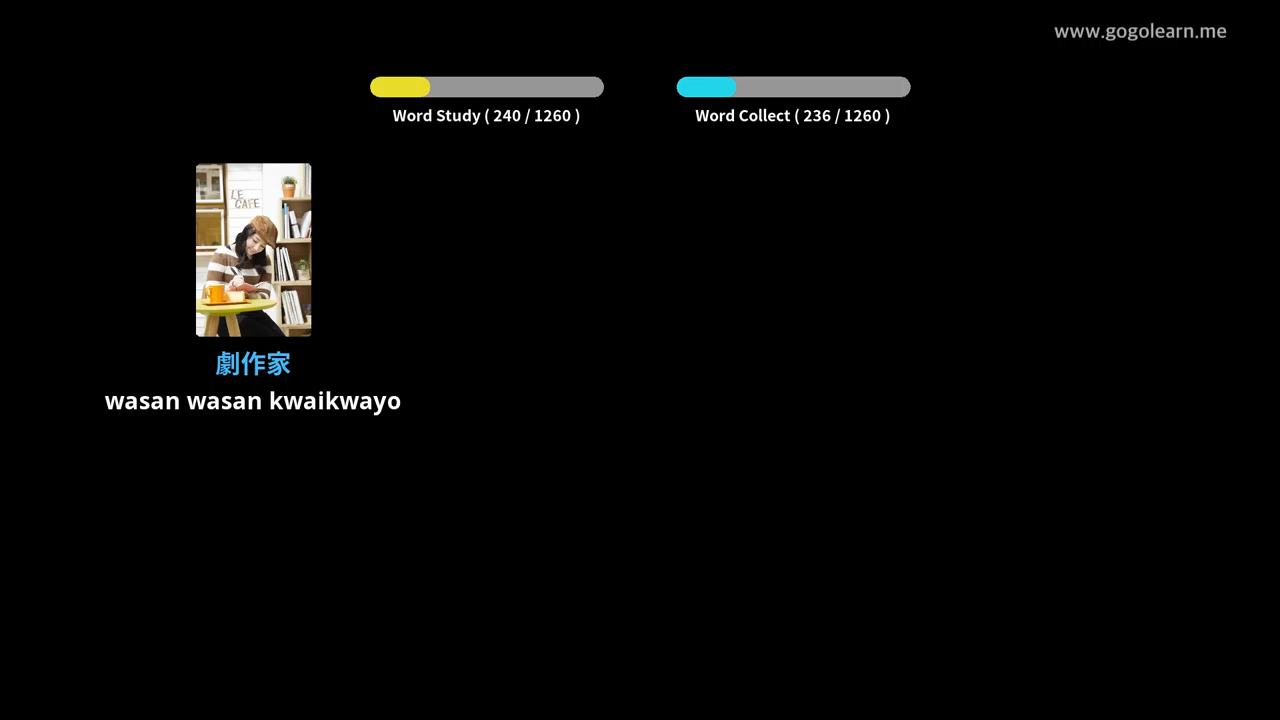 www.gogolearn.me
Word Study ( 240 / 1260 )
Word Collect ( 236 / 1260 )
LE
CAFE
劇作家
wasan wasan kwaikwayo